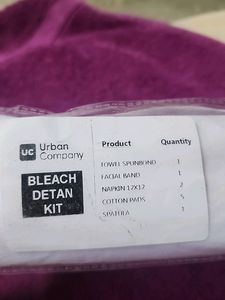 UC Urban Company
BLEACH DETAN KIT
Product Quantity
TOWEL SPUNBOND 1
FACIAL BAND 1
NAPKIN 12X12 2
COTTON PADS 5
SPATULA 1